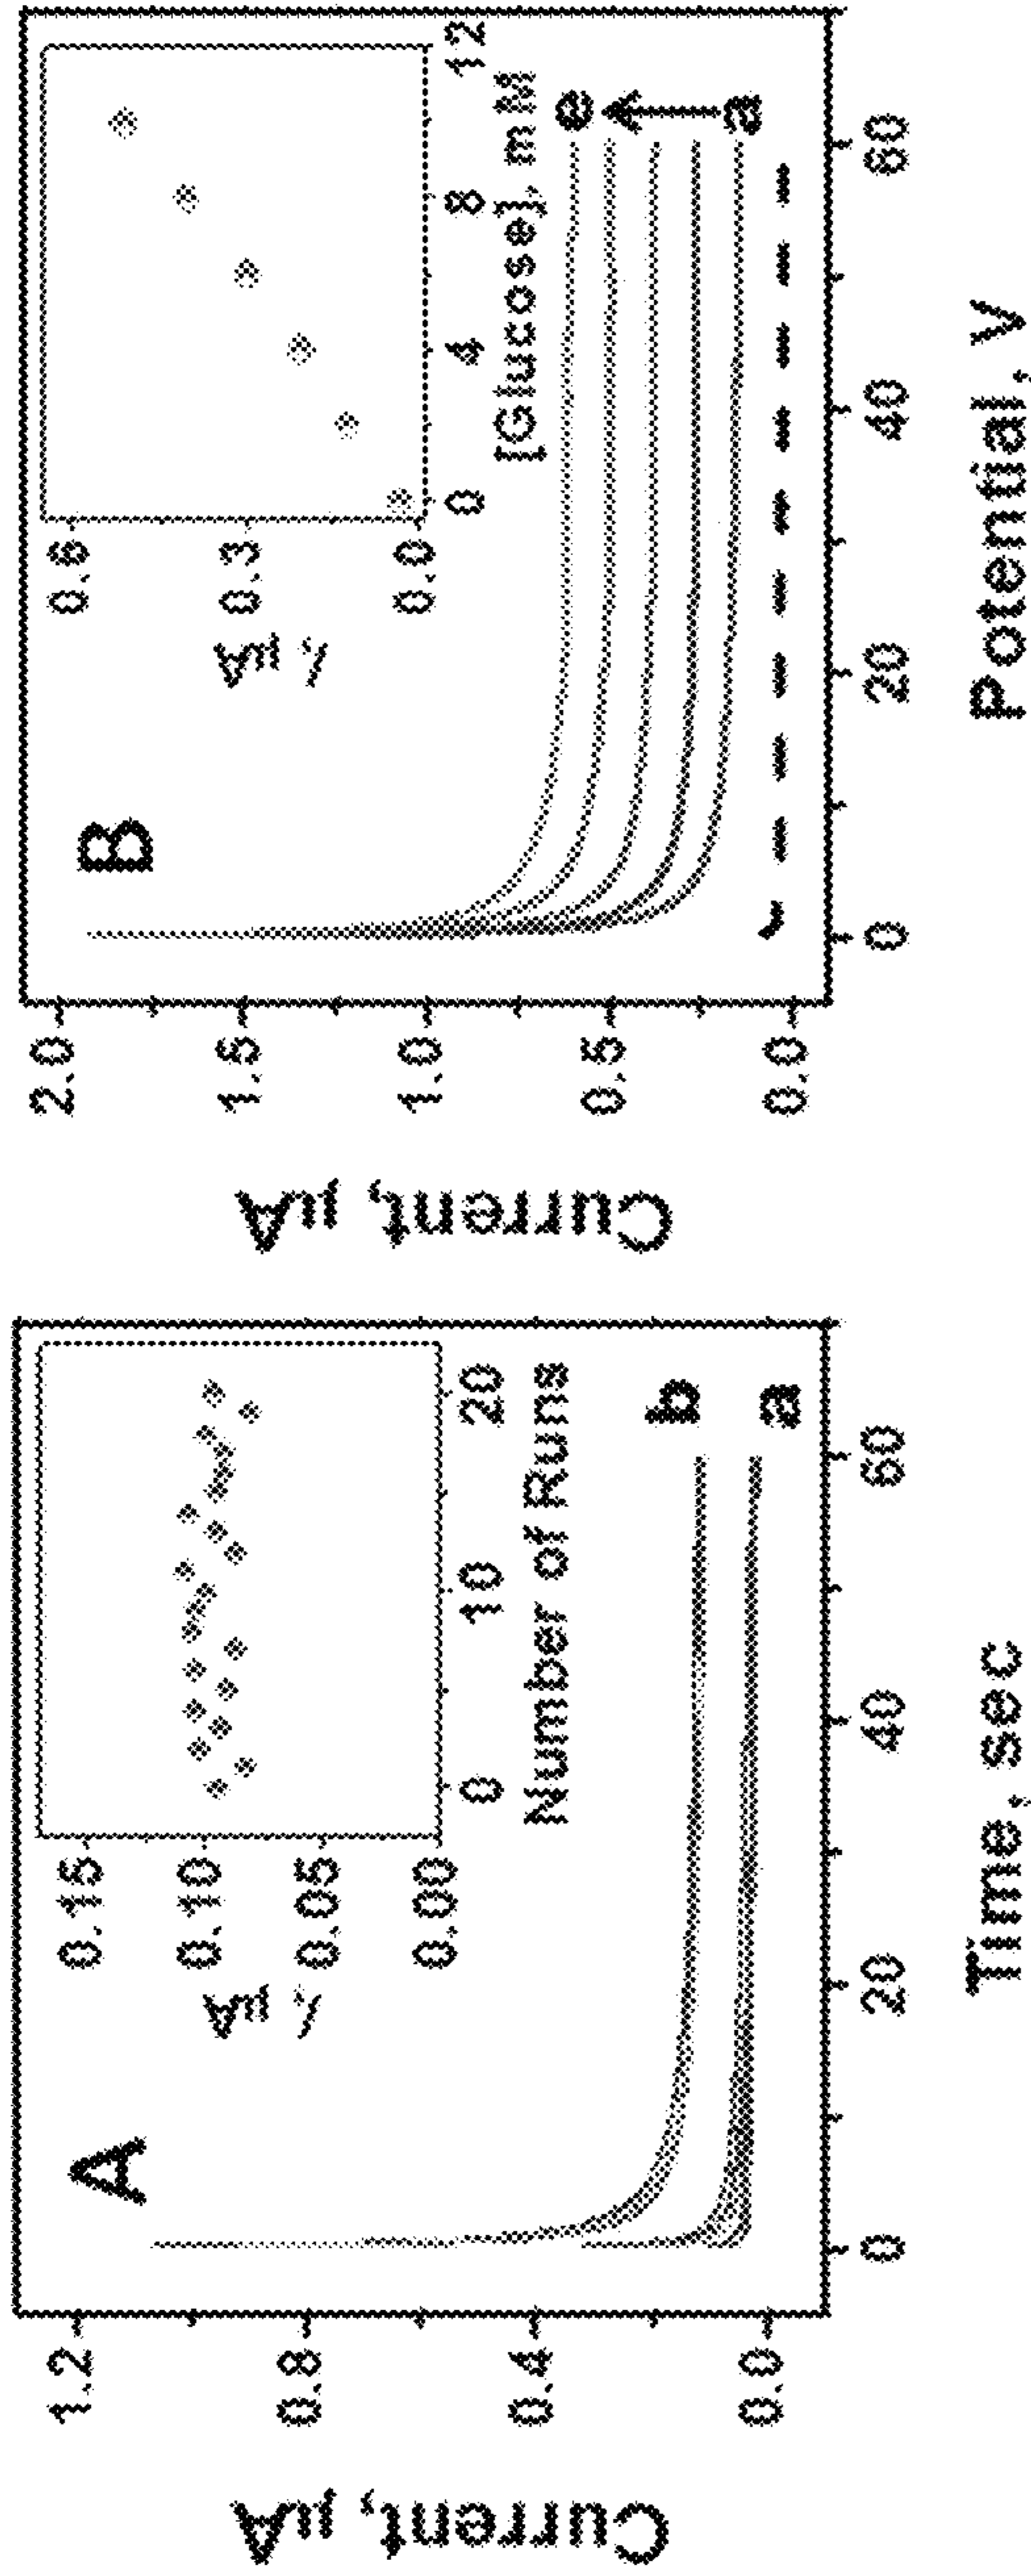 A
Current, µA
1.2
0.8
0.4
0.0
0
20
40
60
Time, sec
b
a
i, µA
0.15
0.10
0.05
0.00
0
10
20
Number of Runs
B
Current, µA
2.0
1.5
1.0
0.5
0.0
0
20
40
60
Potential, V
e
a
i, µA
0.6
0.3
0.0
0
4
8
12
[Glucose], mM